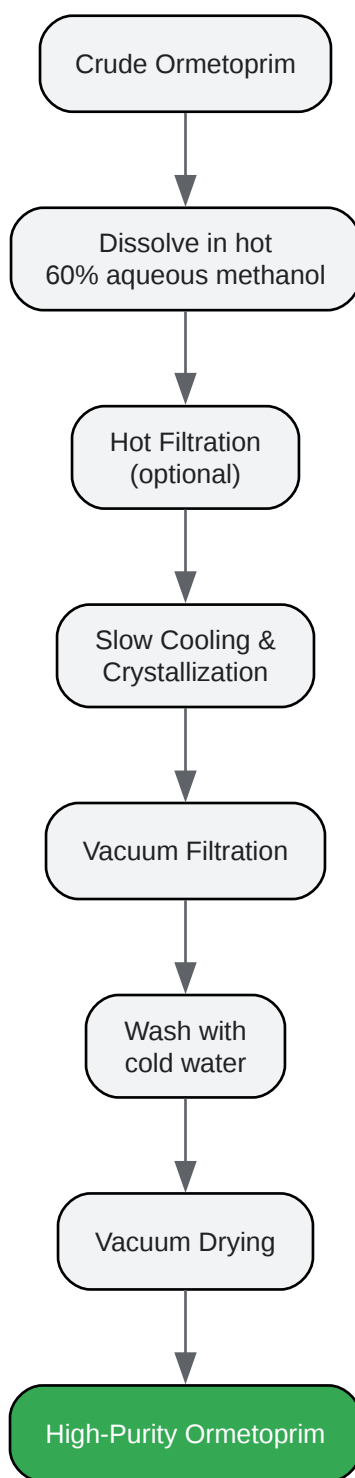 Crude Ormetoprim
Dissolve in hot
60% aqueous methanol
Hot Filtration
(optional)
Slow Cooling &
Crystallization
Vacuum Filtration
Wash with
cold water
Vacuum Drying
High-Purity Ormetoprim